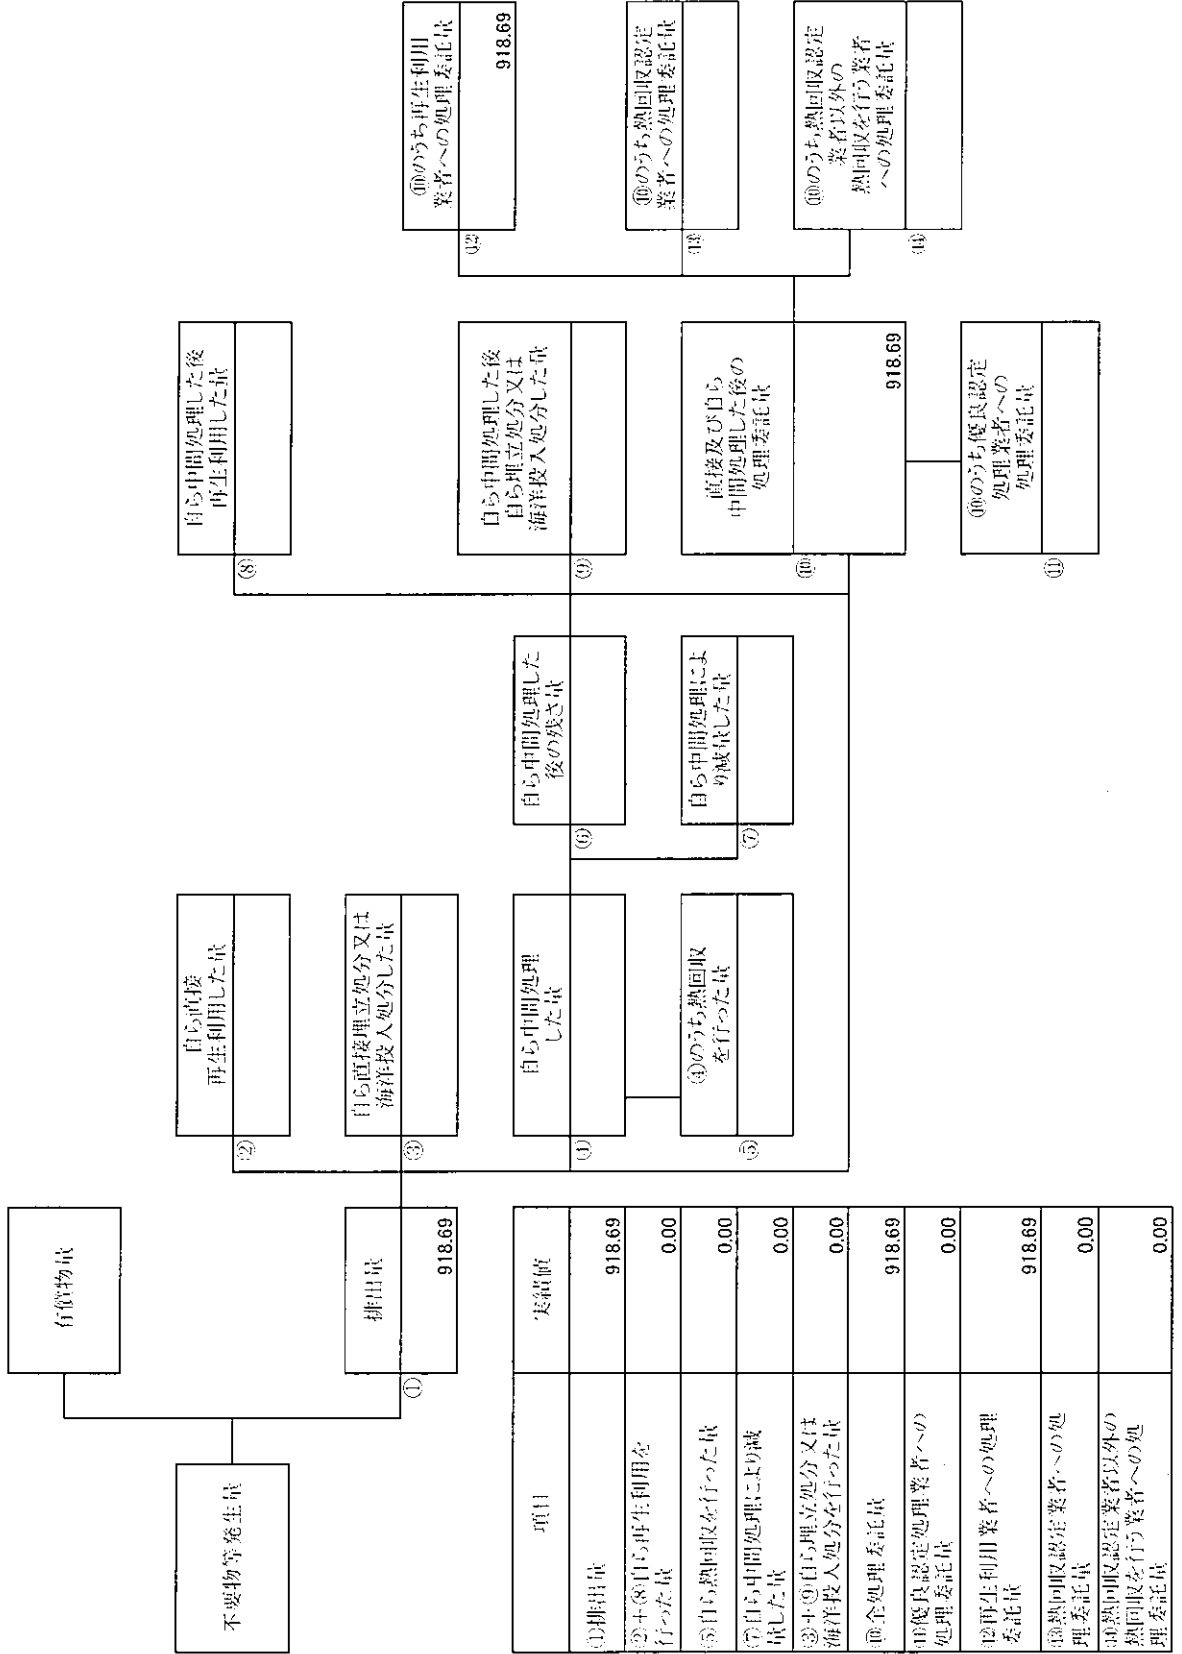 不要物等発生量
有償物量
①
排出量
918.69
②
自ら直接
再生利用した量
③
自ら直接埋立処分又は
海洋投入処分した量
④
自ら中間処理
した量
⑤
④のうち熱回収
を行った量
⑥
自ら中間処理した
後の残さ量
⑦
自ら中間処理によ
り減量した量
⑧
自ら中間処理した後
再生利用した量
⑨
自ら中間処理した後
自ら埋立処分又は
海洋投入処分した量
⑩
直接及び自ら
中間処理した後の
処理委託量
918.69
⑪
⑩のうち優良認定
処理業者への
処理委託量
⑫
⑩のうち再生利用
業者への処理委託量
918.69
⑬
⑩のうち熱回収認定
業者への処理委託量
⑭
⑩のうち熱回収認定
業者以外の
熱回収を行う業者
への処理委託量
項目 実績値
①排出量 918.69
②+⑧自ら再生利用を
行った量 0.00
⑤自ら熱回収を行った量 0.00
⑦自ら中間処理により減
量した量 0.00
③+⑨自ら埋立処分又は
海洋投入処分を行った量 0.00
⑩全処理委託量 918.69
⑪優良認定処理業者への
処理委託量 0.00
⑫再生利用業者への処理
委託量 918.69
⑬熱回収認定業者への処
理委託量 0.00
⑭熱回収認定業者以外の
熱回収を行う業者への処
理委託量 0.00